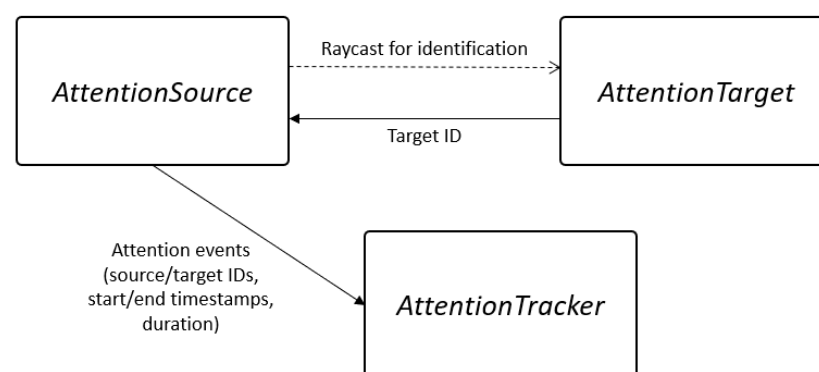 Raycast for identification
AttentionSource
AttentionTarget
Target ID
Attention events
(source/target IDs,
start/end timestamps,
duration)
AttentionTracker